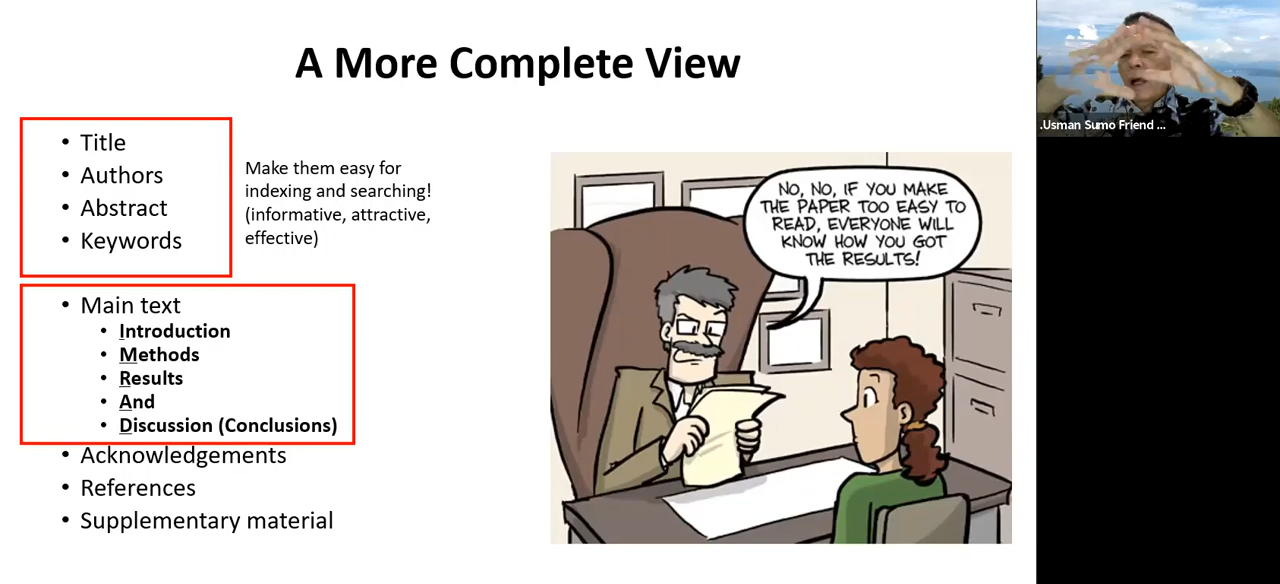 A More Complete View
• Title
• Authors
• Abstract
• Keywords
Make them easy for
indexing and searching!
(informative, attractive,
effective)
• Main text
• Introduction
• Methods
• Results
• And
• Discussion (Conclusions)
• Acknowledgements
• References
• Supplementary material
NO, NO, IF YOU MAKE
THE PAPER TOO EASY TO
READ, EVERYONE WILL
KNOW HOW YOU GOT
THE RESULTS!
.Usman Sumo Friend ...